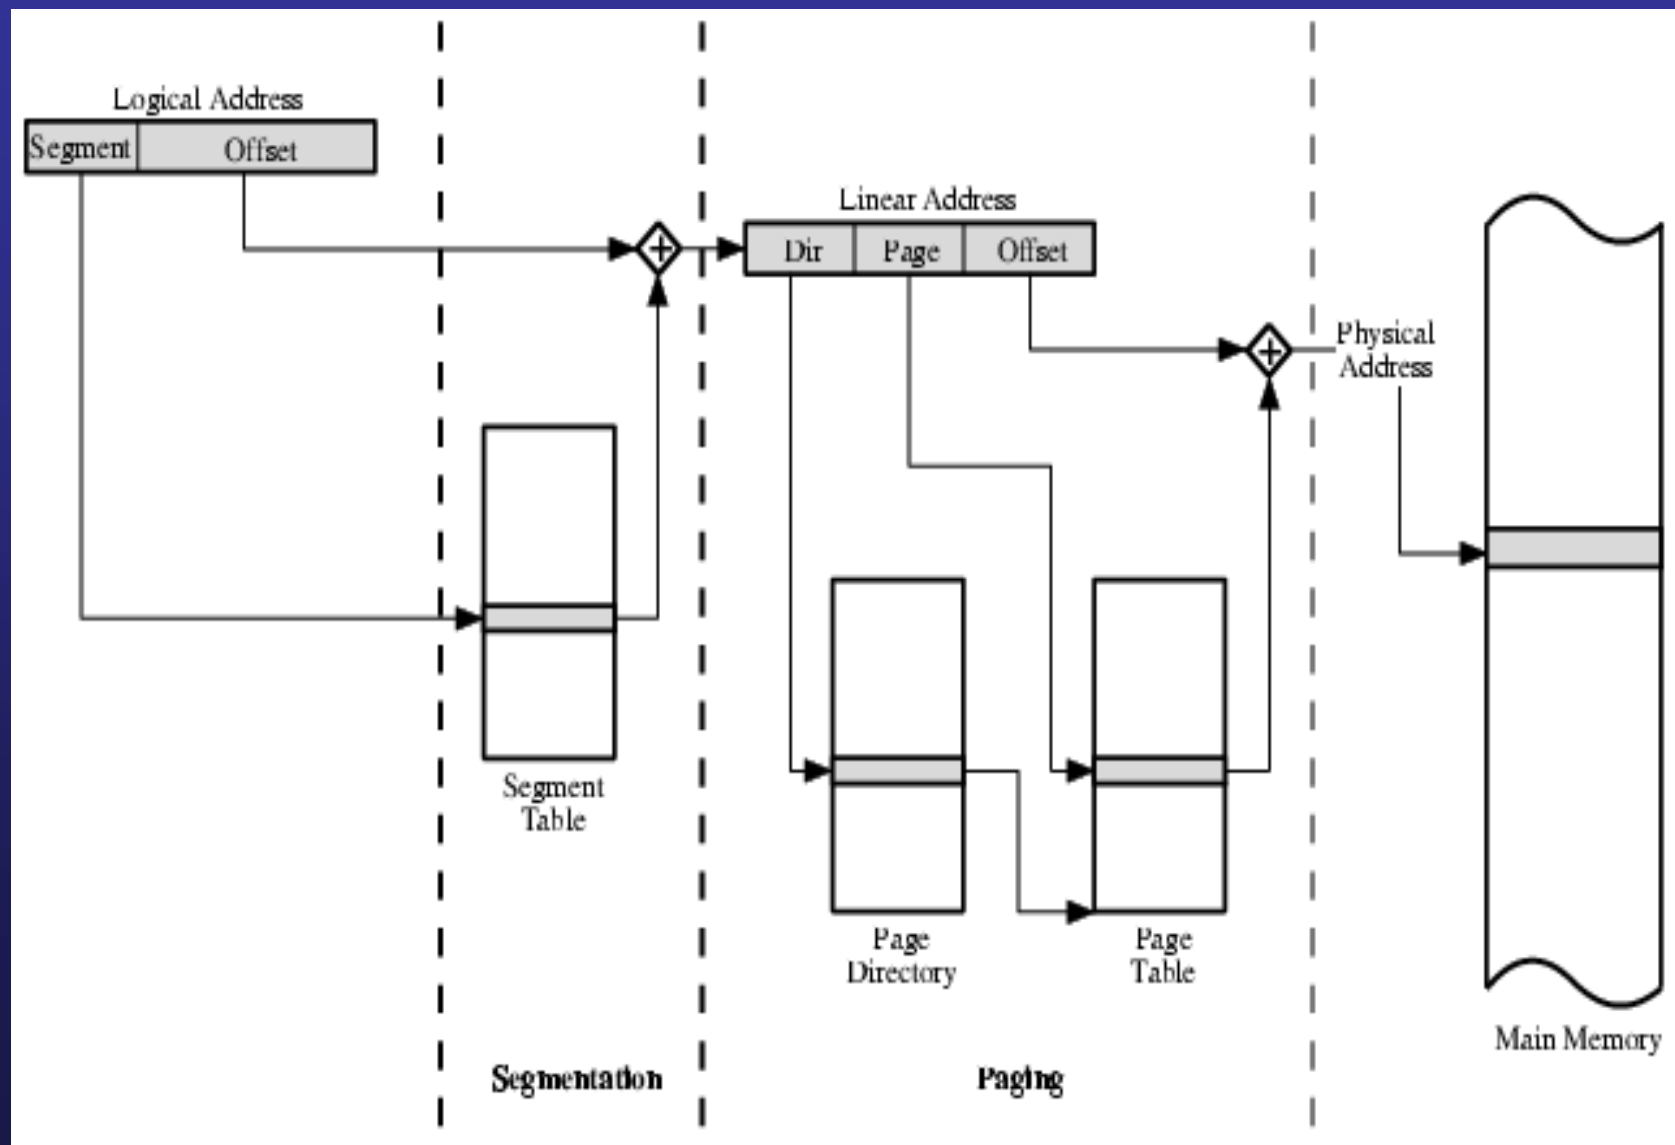 Logical Address
Segment Offset
Linear Address
Dir Page Offset
Physical
Address
Segment
Table
Page
Directory
Page
Table
Main Memory
Segmentation
Paging